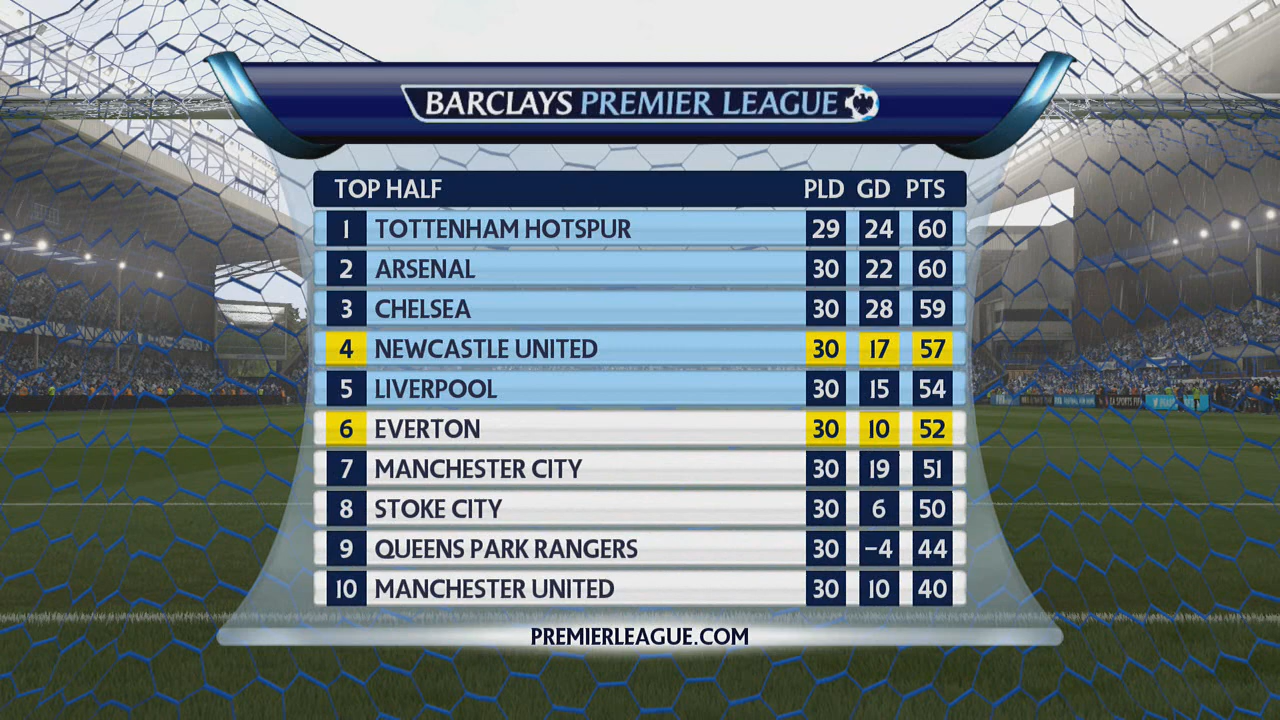 BARCLAYS PREMIER LEAGUE
TOP HALF PLD GD PTS
1 TOTTENHAM HOTSPUR 29 24 60
2 ARSENAL 30 22 60
3 CHELSEA 30 28 59
4 NEWCASTLE UNITED 30 17 57
5 LIVERPOOL 30 15 54
6 EVERTON 30 10 52
7 MANCHESTER CITY 30 19 51
8 STOKE CITY 30 6 50
9 QUEENS PARK RANGERS 30 -4 44
10 MANCHESTER UNITED 30 10 40
PREMIERLEAGUE.COM